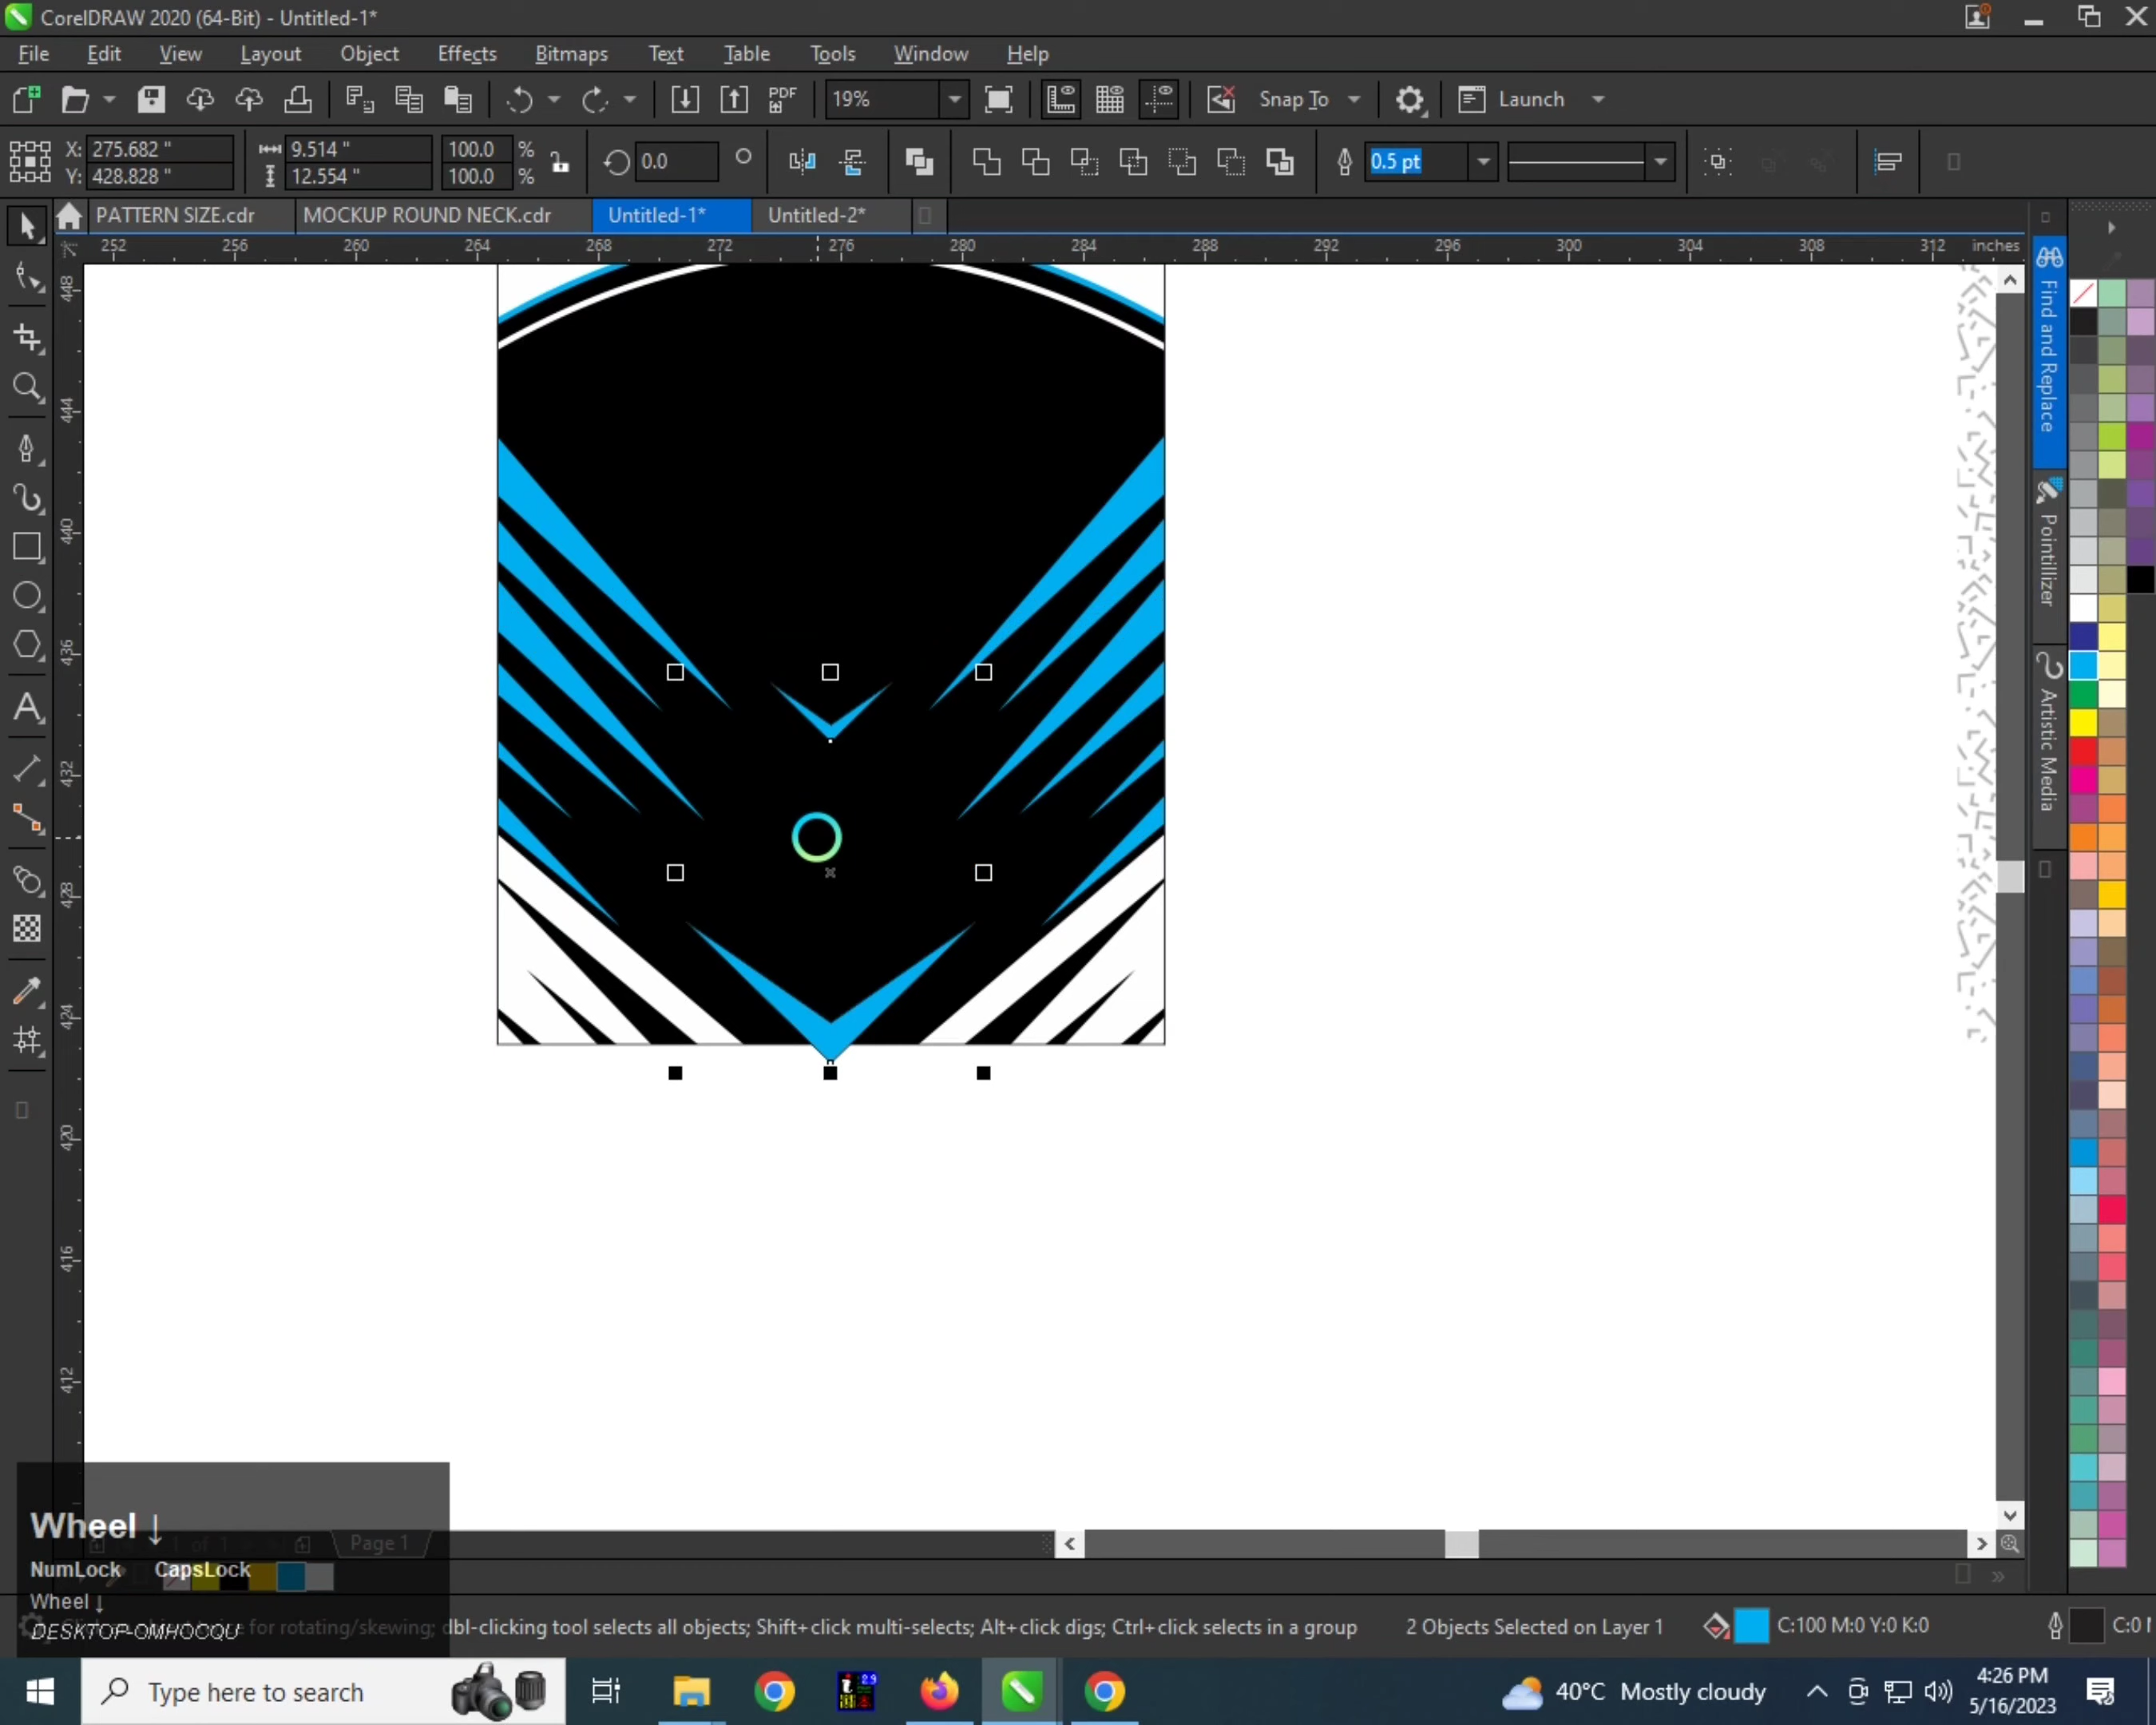 CorelDRAW 2020 (64-Bit) - Untitled-1*
File Edit View Layout Object Effects Bitmaps Text Table Tools Window Help
PDF 19% Snap To Launch
X: 275.682 " 9.514 " 100.0 % 0.0 0.5 pt
Y: 428.828 " 12.554 " 100.0 %
PATTERN SIZE.cdr MOCKUP ROUND NECK.cdr Untitled-1* Untitled-2*
252 256 260 264 268 272 276 280 284 288 292 296 300 304 308 312 inches
448
444
440
436
432
428
424
420
416
412
Find and Replace
Pointillizer
Artistic Media
Wheel ↓
1 of 1 Page 1
NumLock CapsLock
Wheel ↓
DESKTOP-OMHOCQU for rotating/skewing; dbl-clicking tool selects all objects; Shift+click multi-selects; Alt+click digs; Ctrl+click selects in a group 2 Objects Selected on Layer 1 C:100 M:0 Y:0 K:0 C:0
Type here to search 40°C Mostly cloudy 4:26 PM
5/16/2023